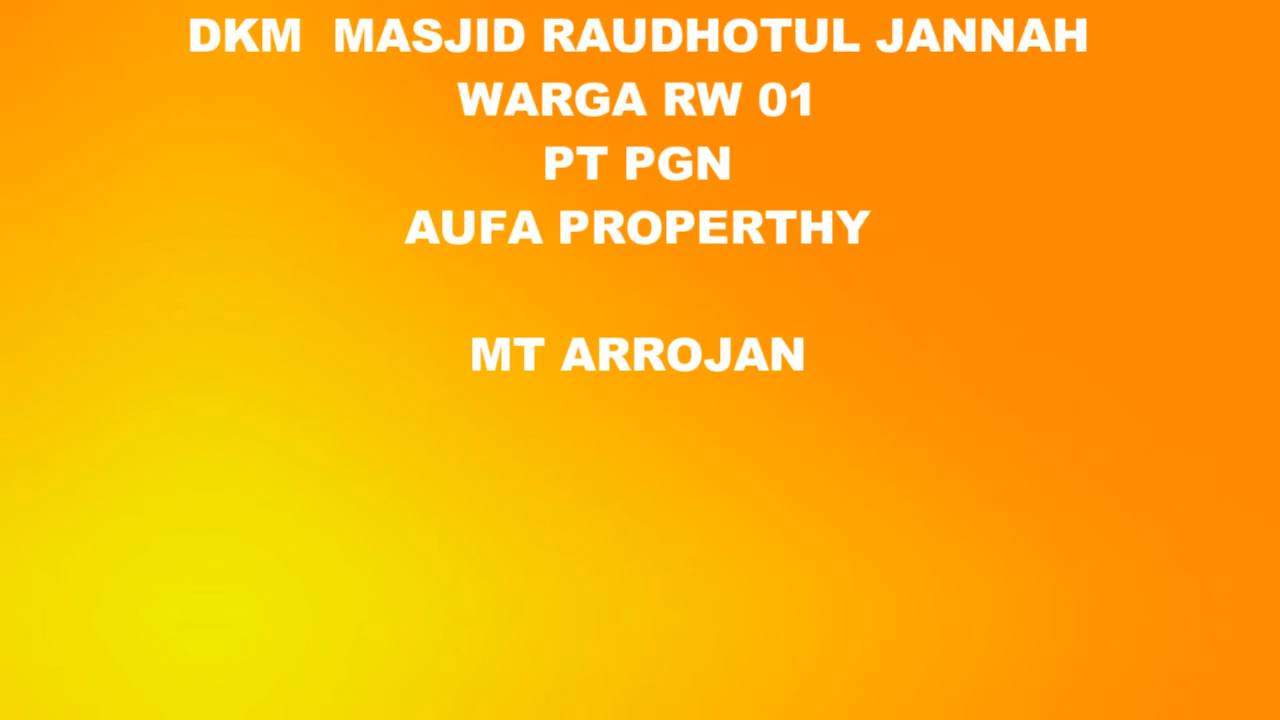 DKM  MASJID RAUDHOTUL JANNAH
WARGA RW 01
PT PGN
AUFA PROPERTHY
MT ARROJAN